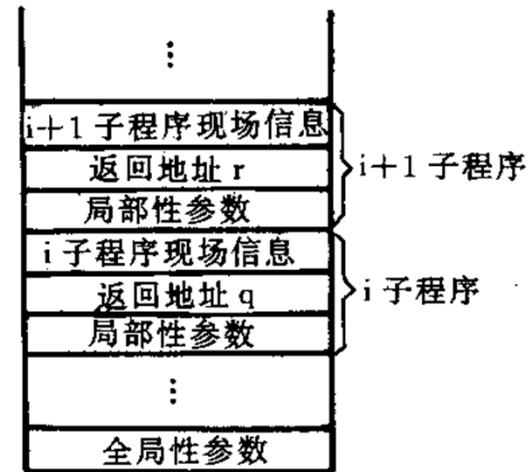 ⋮
i+1 子程序现场信息
返回地址 r
局部性参数
i+1 子程序
i 子程序现场信息
返回地址 q
局部性参数
i 子程序
⋮
全局性参数